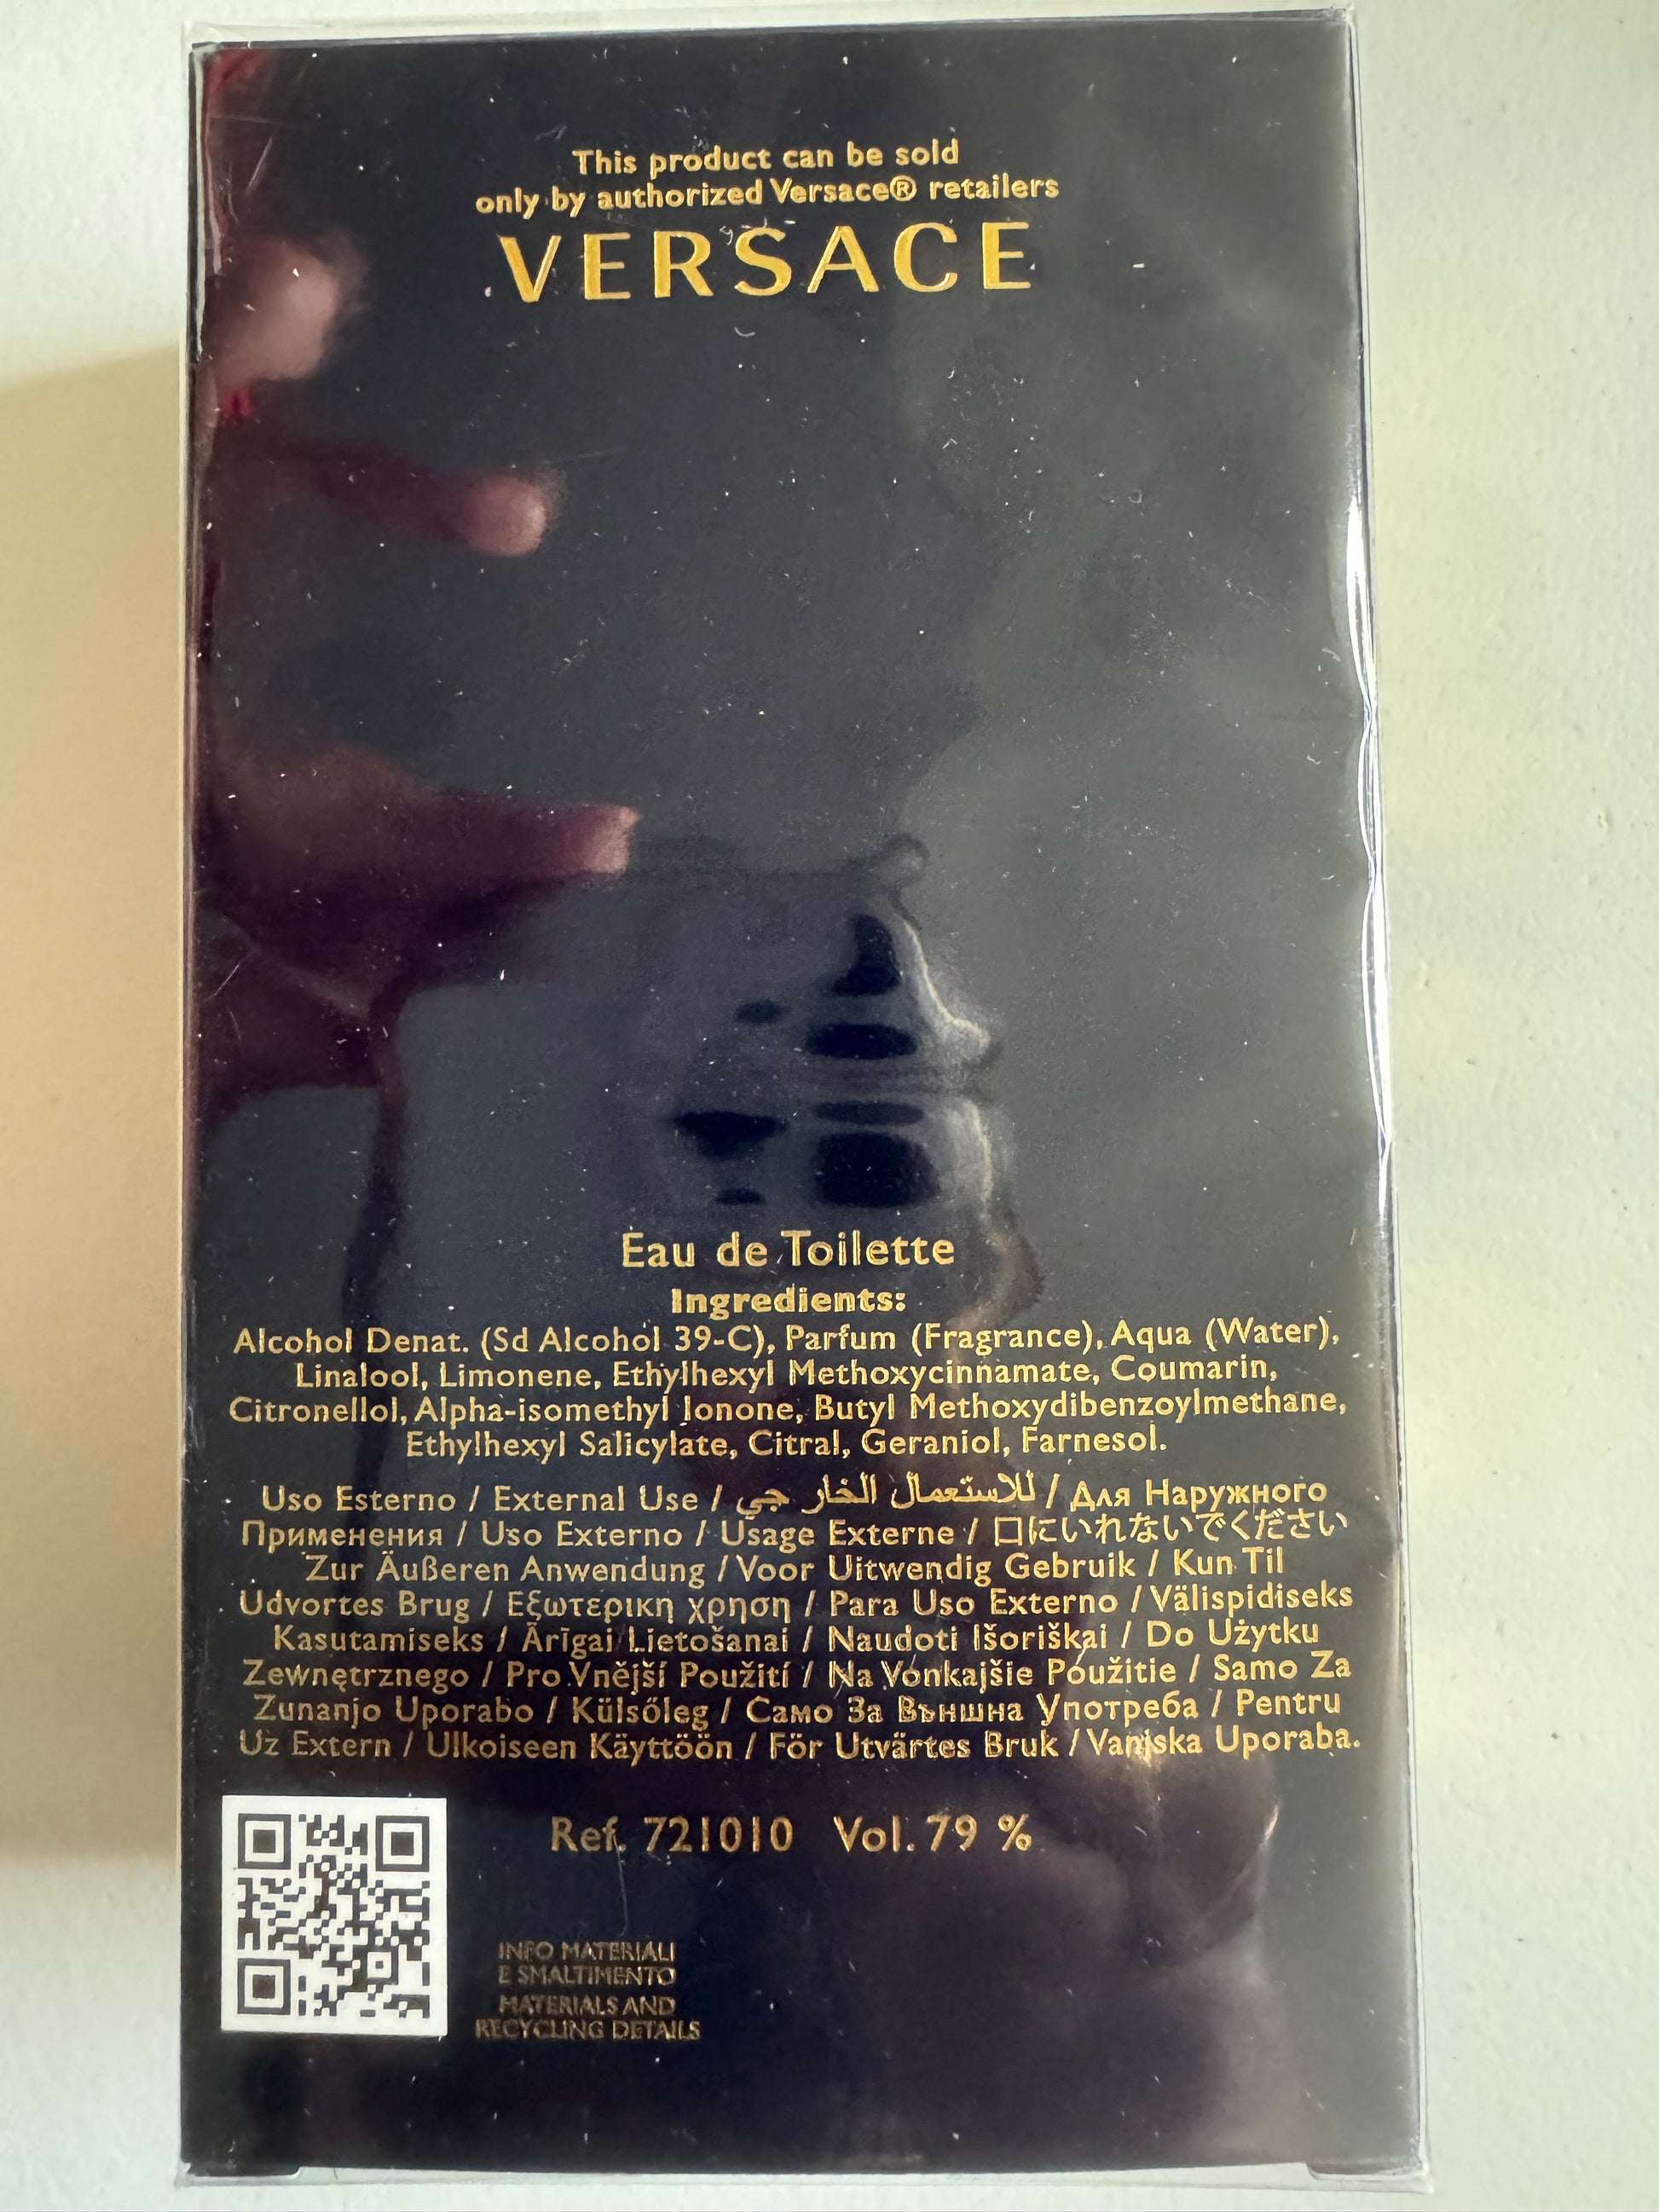 This product can be sold
only by authorized Versace® retailers
VERSACE
Eau de Toilette
Ingredients:
Alcohol Denat. (Sd Alcohol 39-C), Parfum (Fragrance), Aqua (Water),
Linalool, Limonene, Ethylhexyl Methoxycinnamate, Coumarin,
Citronellol, Alpha-isomethyl Ionone, Butyl Methoxydibenzoylmethane,
Ethylhexyl Salicylate, Citral, Geraniol, Farnesol.
Uso Esterno / External Use / للاستعمال الخار جي / Для Наружного
Применения / Uso Externo / Usage Externe / 口にいれないでください
Zur Äußeren Anwendung / Voor Uitwendig Gebruik / Kun Til
Udvortes Brug / Εξωτερικη χρηση / Para Uso Externo / Välispidiseks
Kasutamiseks / Ārīgai Lietošanai / Naudoti Išoriškai / Do Użytku
Zewnętrznego / Pro Vnější Použití / Na Vonkajšie Použitie / Samo Za
Zunanjo Uporabo / Külsőleg / Само За Външна Употреба / Pentru
Uz Extern / Ulkoiseen Käyttöön / För Utvärtes Bruk / Vanjska Uporaba.
Ref. 721010 Vol. 79 %
INFO MATERIALI
E SMALTIMENTO
MATERIALS AND
RECYCLING DETAILS